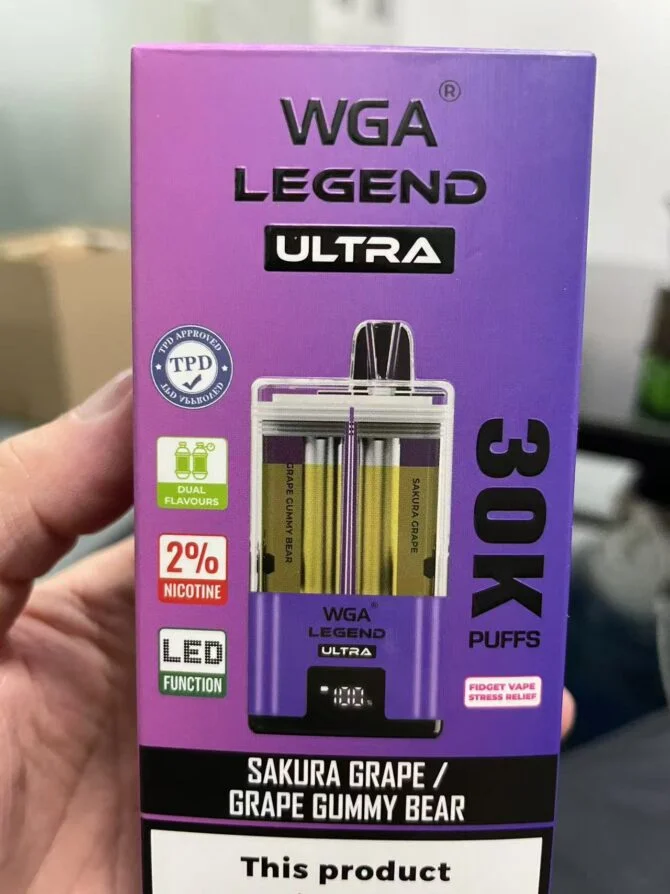 WGA®
LEGEND
ULTRA
TPD APPROVED
TPD
TPD APPROVED
DUAL
FLAVOURS
2%
NICOTINE
LED
FUNCTION
GRAPE GUMMY BEAR
SAKURA GRAPE
WGA®
LEGEND
ULTRA
100%
30K
PUFFS
FIDGET VAPE
STRESS RELIEF
SAKURA GRAPE /
GRAPE GUMMY BEAR
This product